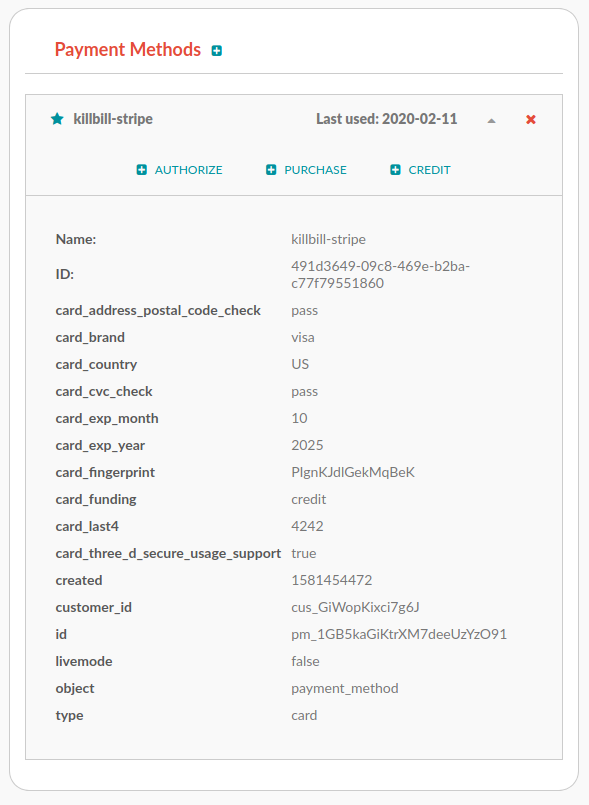 Payment Methods
killbill-stripe Last used: 2020-02-11
AUTHORIZE PURCHASE CREDIT
Name: killbill-stripe
ID: 491d3649-09c8-469e-b2ba-
c77f79551860
card_address_postal_code_check pass
card_brand visa
card_country US
card_cvc_check pass
card_exp_month 10
card_exp_year 2025
card_fingerprint PlgnKJdlGekMqBeK
card_funding credit
card_last4 4242
card_three_d_secure_usage_support true
created 1581454472
customer_id cus_GiWopKixci7g6J
id pm_1GB5kaGiKtrXM7deeUzYzO91
livemode false
object payment_method
type card